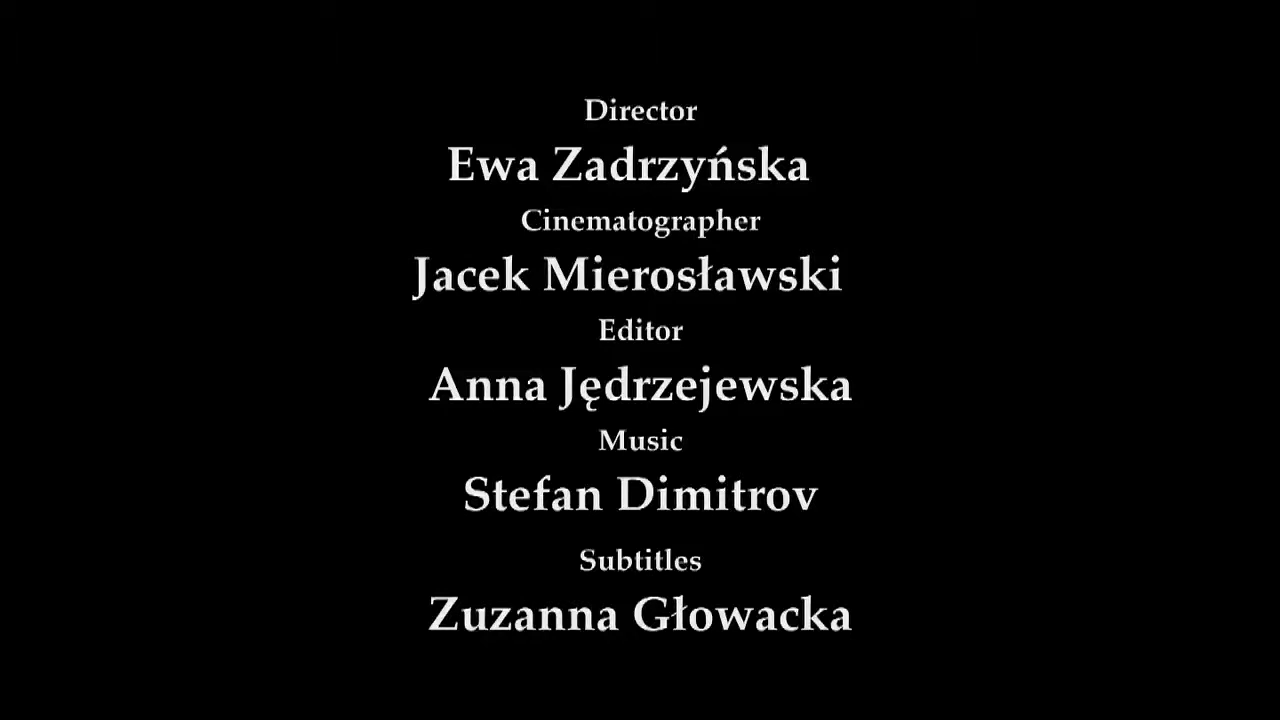 Director
Ewa Zadrzyńska
Cinematographer
Jacek Mierosławski
Editor
Anna Jędrzejewska
Music
Stefan Dimitrov
Subtitles
Zuzanna Głowacka